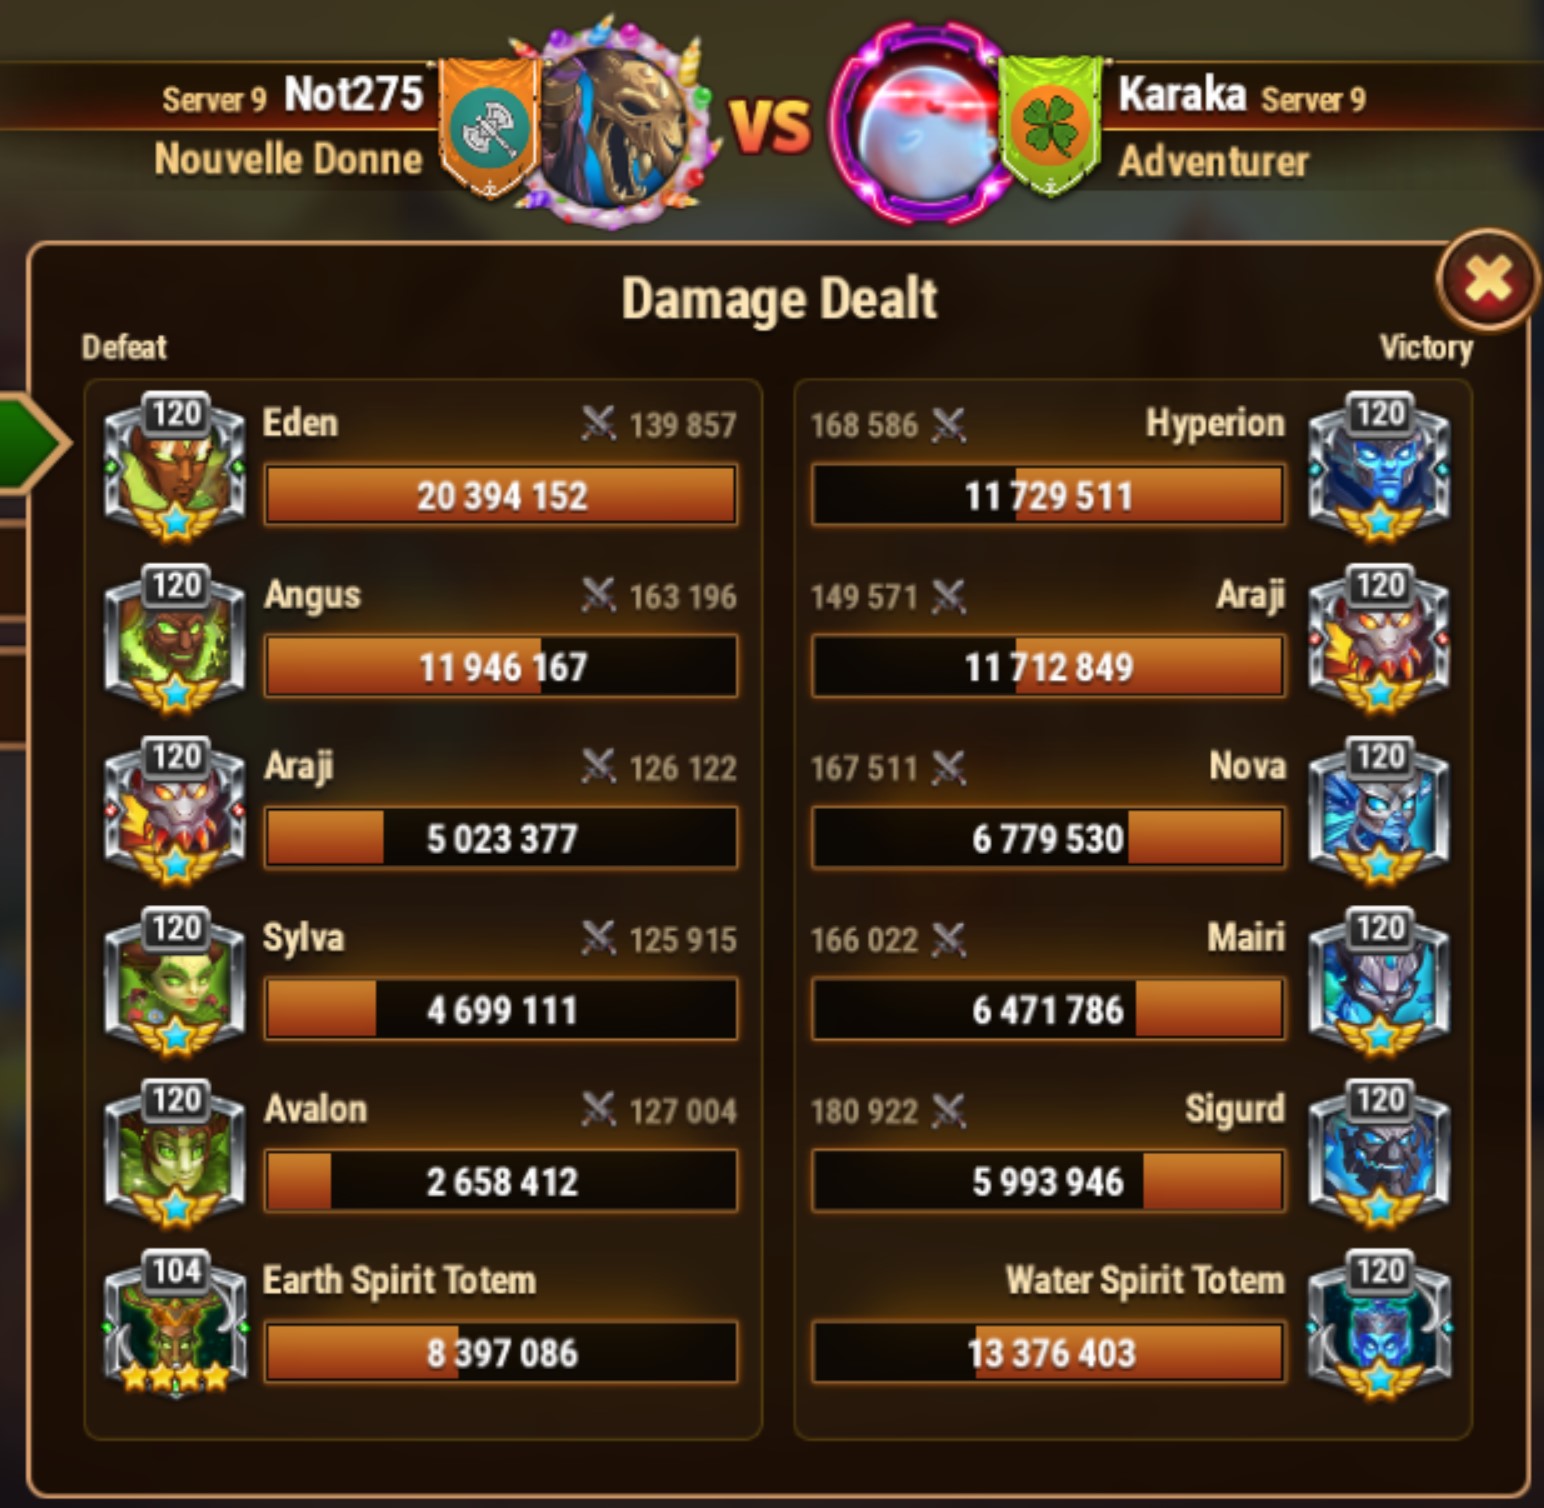 Server 9 Not275
Nouvelle Donne
VS
Karaka Server 9
Adventurer
Damage Dealt
Defeat
Victory
120
Eden
139 857
20 394 152
120
Angus
163 196
11 946 167
120
Araji
126 122
5 023 377
120
Sylva
125 915
4 699 111
120
Avalon
127 004
2 658 412
104
Earth Spirit Totem
8 397 086
168 586
Hyperion
120
11 729 511
149 571
Araji
120
11 712 849
167 511
Nova
120
6 779 530
166 022
Mairi
120
6 471 786
180 922
Sigurd
120
5 993 946
Water Spirit Totem
120
13 376 403